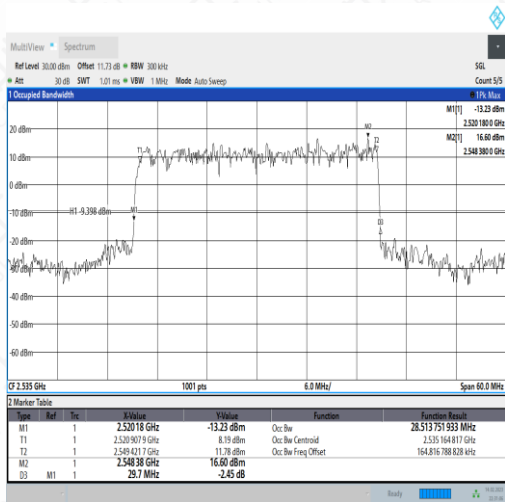 MultiView Spectrum
Ref Level 30.00 dBm Offset 11.73 dB RBW 300 kHz SGL
Att 30 dB SWT 1.01 ms VBW 1 MHz Mode Auto Sweep Count 5/5
1 Occupied Bandwidth 1Pk Max
M1[1] -13.23 dBm
2.520 180 0 GHz
M2[1] 16.60 dBm
2.548 380 0 GHz
M2
20 dBm
T1 T2
10 dBm
0 dBm
H1 -9.398 dBm M1
-10 dBm
D3
-20 dBm
-30 dBm
-40 dBm
-50 dBm
-60 dBm
CF 2.535 GHz 1001 pts 6.0 MHz/ Span 60.0 MHz
2 Marker Table
Type Ref Trc X-Value Y-Value Function Function Result
M1 1 2.52018 GHz -13.23 dBm Occ Bw 28.513 751 933 MHz
T1 1 2.520 907 9 GHz 8.19 dBm Occ Bw Centroid 2.535 164 817 GHz
T2 1 2.549 421 7 GHz 11.78 dBm Occ Bw Freq Offset 164.816 788 828 kHz
M2 1 2.54838 GHz 16.60 dBm
D3 M1 1 29.7 MHz -2.45 dB
Ready